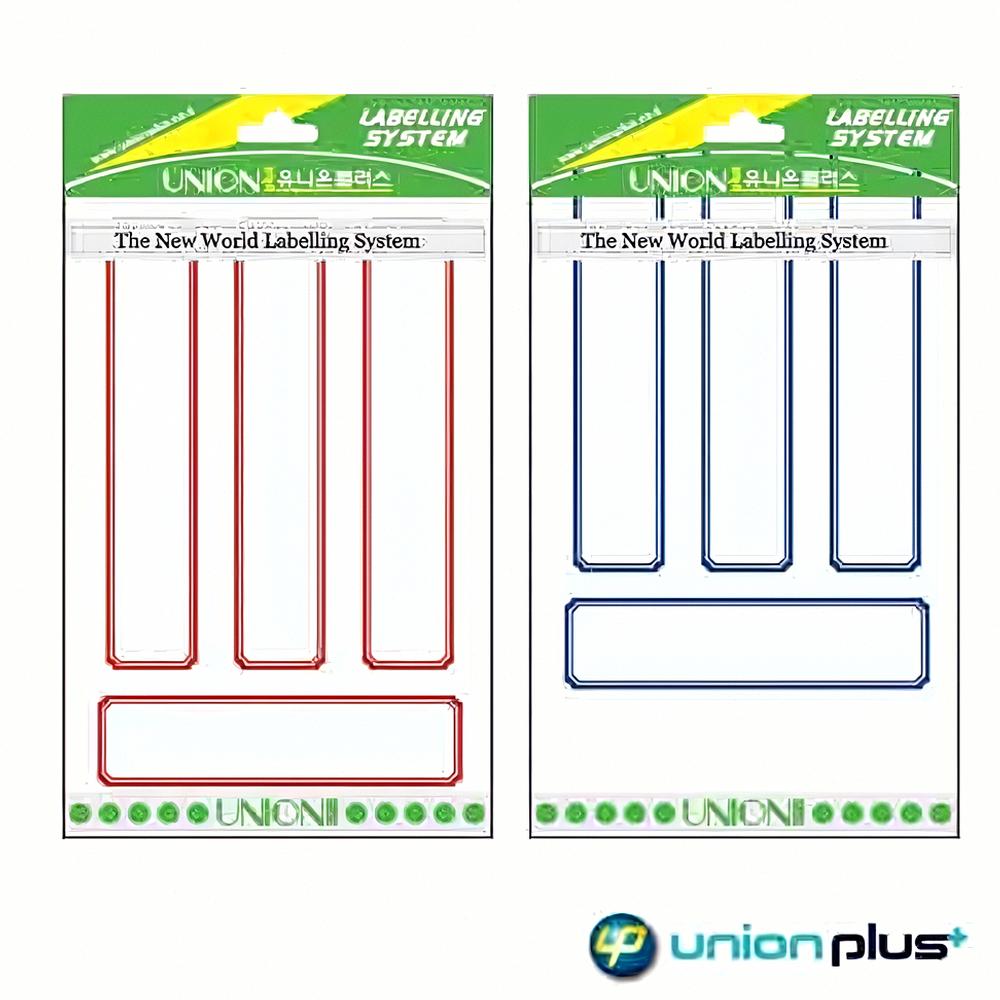 LABELLING
SYSTEM
UNION 유니온플러스
The New World Labelling System
UNION
LABELLING
SYSTEM
UNION 유니온플러스
The New World Labelling System
UNION
union plus+